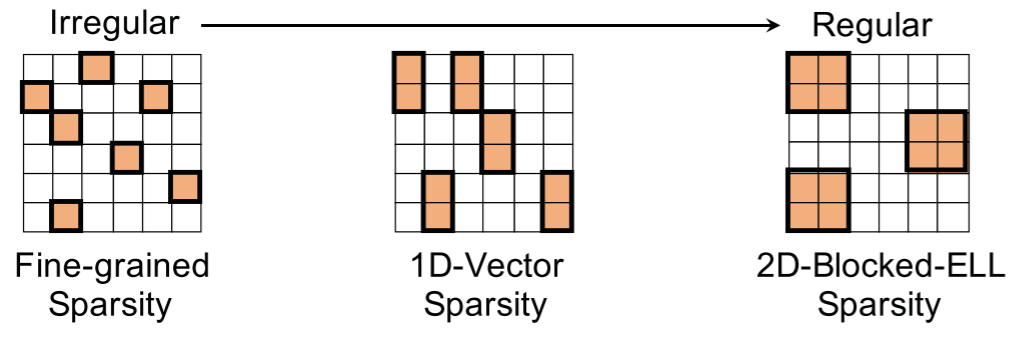 Irregular
Regular
Fine-grained
Sparsity
1D-Vector
Sparsity
2D-Blocked-ELL
Sparsity